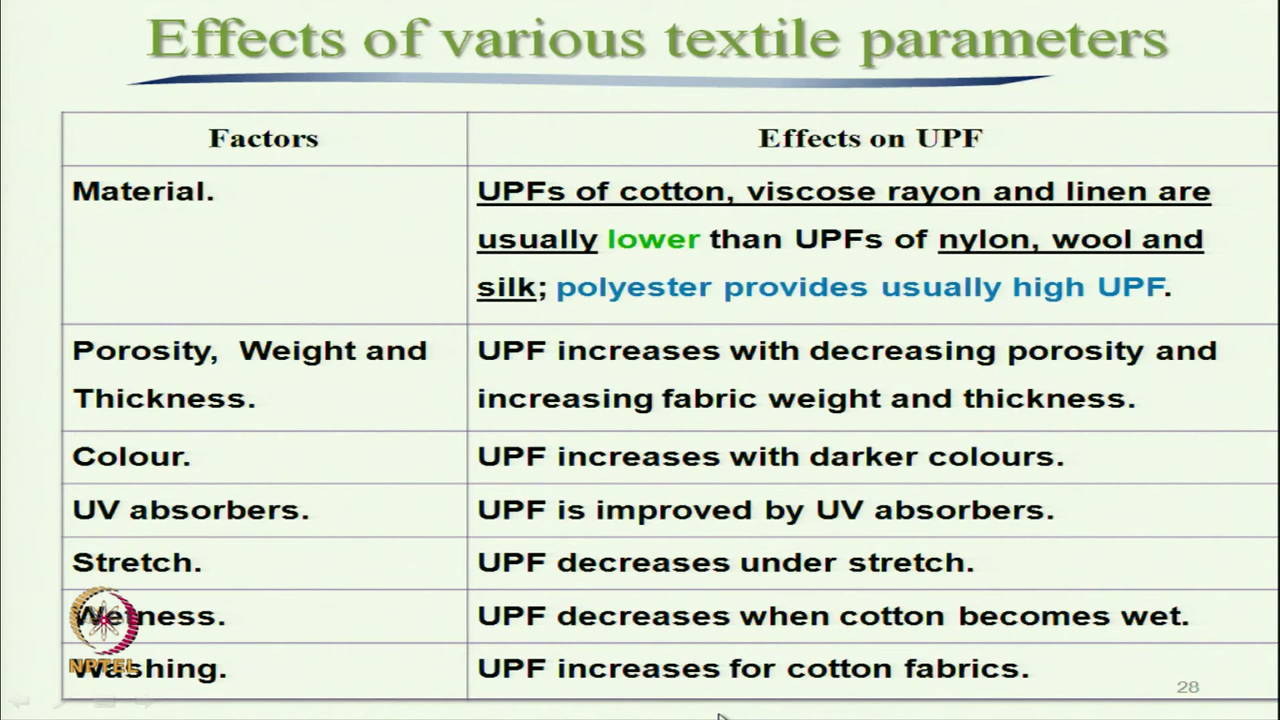 Effects of various textile parameters
Factors
Effects on UPF
Material.
UPFs of cotton, viscose rayon and linen are
usually lower than UPFs of nylon, wool and
silk; polyester provides usually high UPF.
Porosity, Weight and
Thickness.
UPF increases with decreasing porosity and
increasing fabric weight and thickness.
Colour.
UPF increases with darker colours.
UV absorbers.
UPF is improved by UV absorbers.
Stretch.
UPF decreases under stretch.
Wetness.
UPF decreases when cotton becomes wet.
Washing.
UPF increases for cotton fabrics.
NPTEL
28